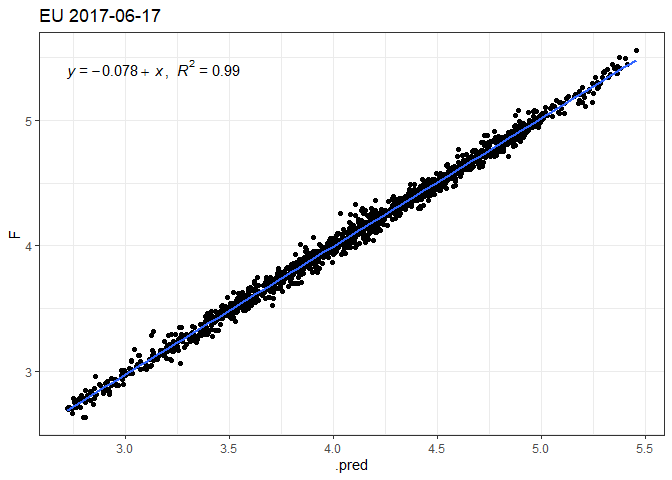 EU 2017-06-17
y = −0.078 + x , R² = 0.99
5
4
3
F
3.0 3.5 4.0 4.5 5.0 5.5
.pred